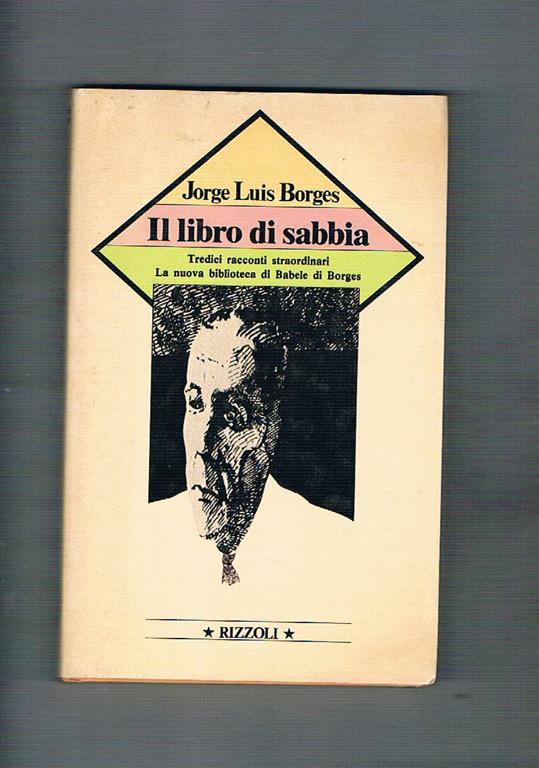 Jorge Luis Borges
Il libro di sabbia
Tredici racconti straordinari
La nuova biblioteca di Babele di Borges
★ RIZZOLI ★